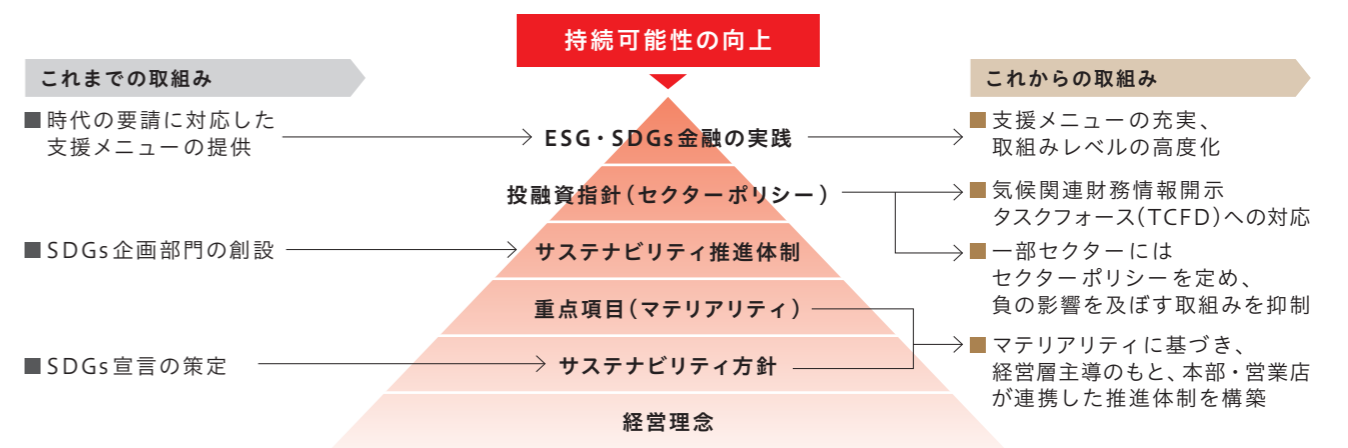 持続可能性の向上
これまでの取組み
■時代の要請に対応した
支援メニューの提供
■SDGs企画部門の創設
■SDGs宣言の策定
ESG・SDGs金融の実践
投融資指針(セクターポリシー)
サステナビリティ推進体制
重点項目(マテリアリティ)
サステナビリティ方針
経営理念
これからの取組み
■支援メニューの充実、
取組みレベルの高度化
■気候関連財務情報開示
タスクフォース(TCFD)への対応
■一部セクターには
セクターポリシーを定め、
負の影響を及ぼす取組みを抑制
■マテリアリティに基づき、
経営層主導のもと、本部・営業店
が連携した推進体制を構築